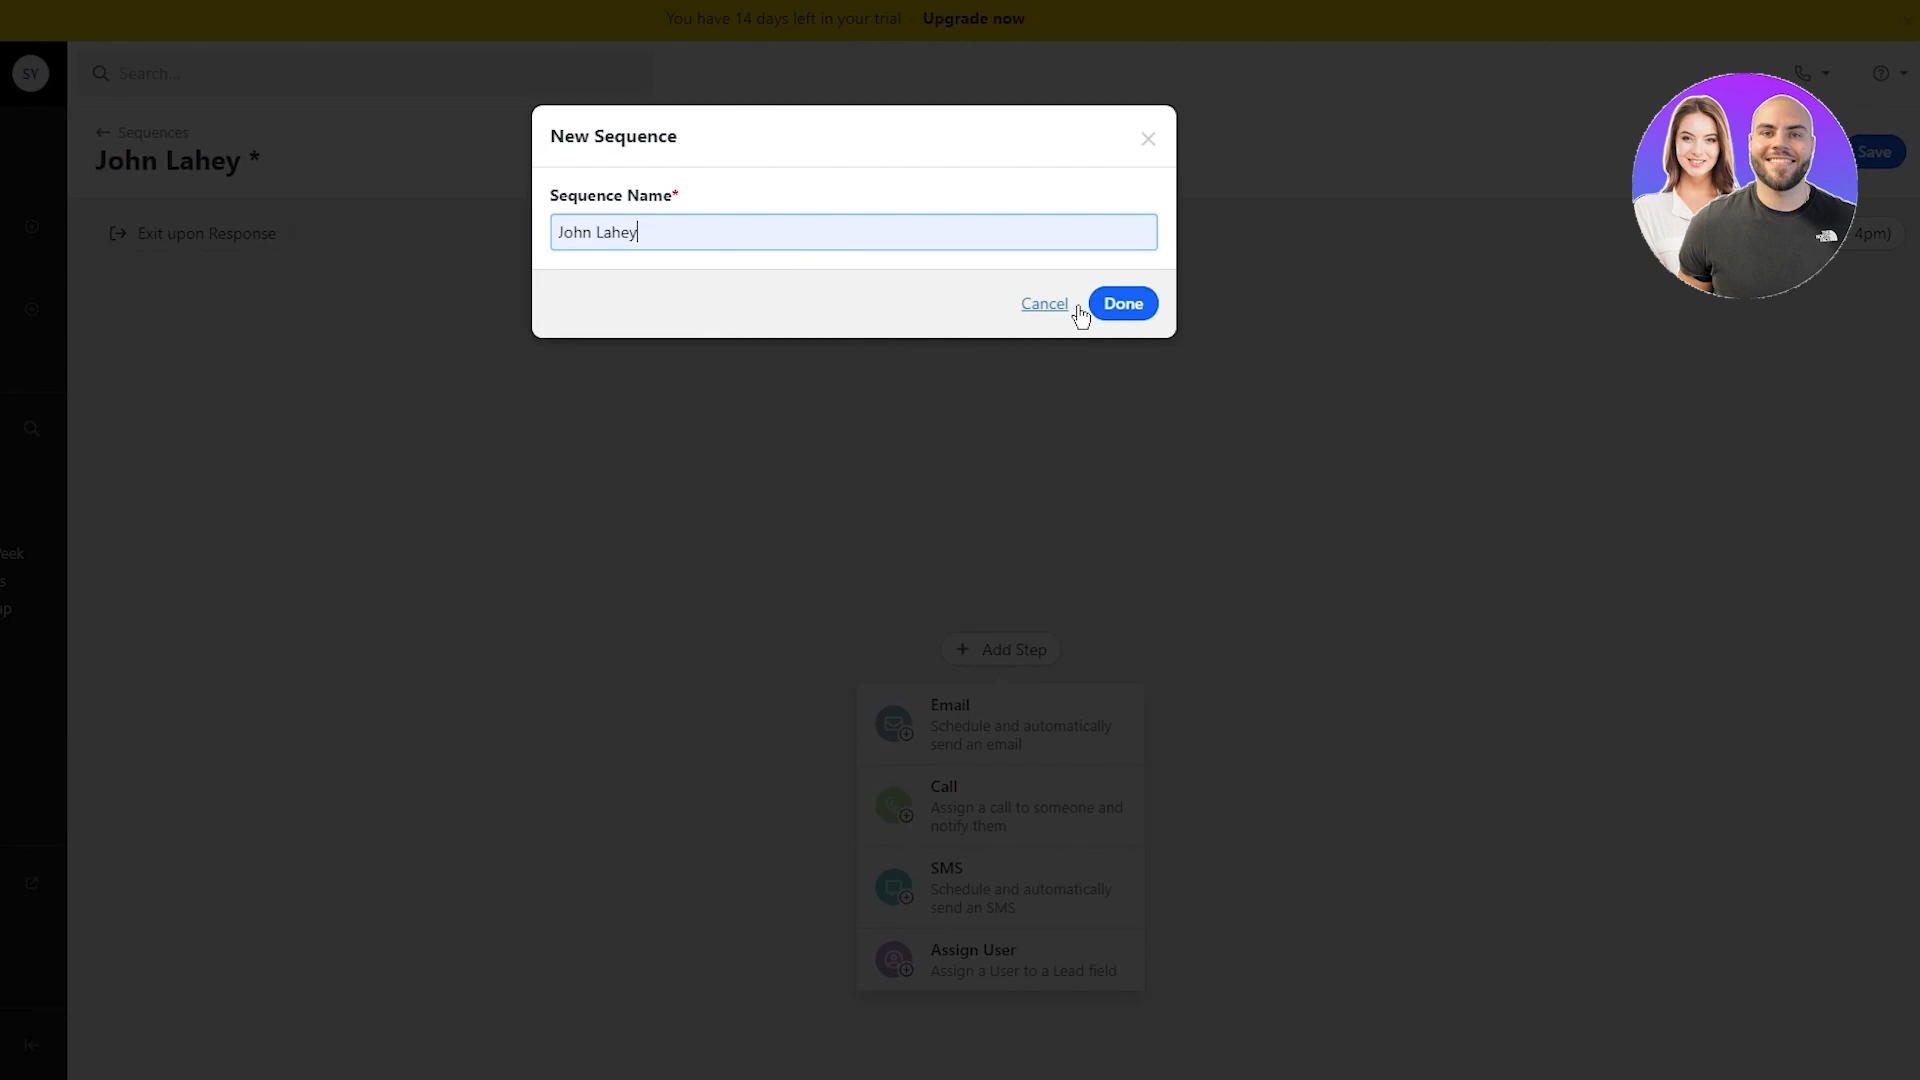 You have 14 days left in your trial Upgrade now
SY
Search...
Sequences
John Lahey *
Save
Exit upon Response
4pm)
New Sequence
Sequence Name*
John Lahey
Cancel
Done
eek
s
up
Add Step
Email
Schedule and automatically
send an email
Call
Assign a call to someone and
notify them
SMS
Schedule and automatically
send an SMS
Assign User
Assign a User to a Lead field